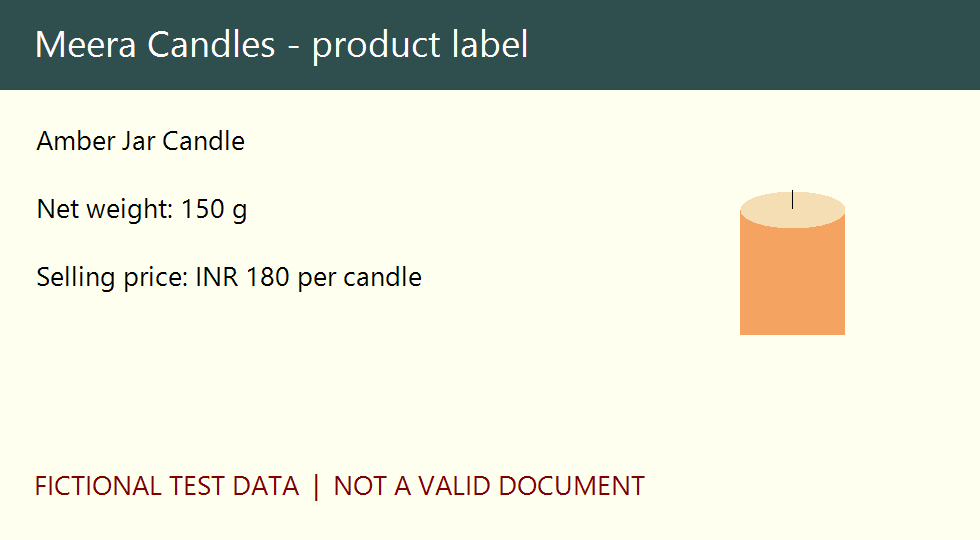 Meera Candles - product label
Amber Jar Candle
Net weight: 150 g
Selling price: INR 180 per candle
FICTIONAL TEST DATA | NOT A VALID DOCUMENT